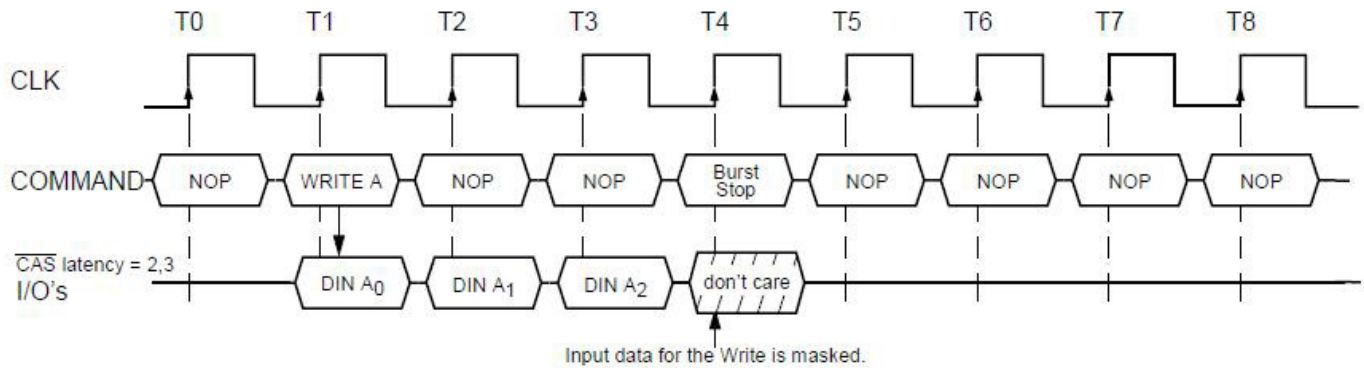 T0 T1 T2 T3 T4 T5 T6 T7 T8
CLK
COMMAND NOP WRITE A NOP NOP Burst Stop NOP NOP NOP NOP
CAS latency = 2,3
I/O's DIN A0 DIN A1 DIN A2 don't care
Input data for the Write is masked.